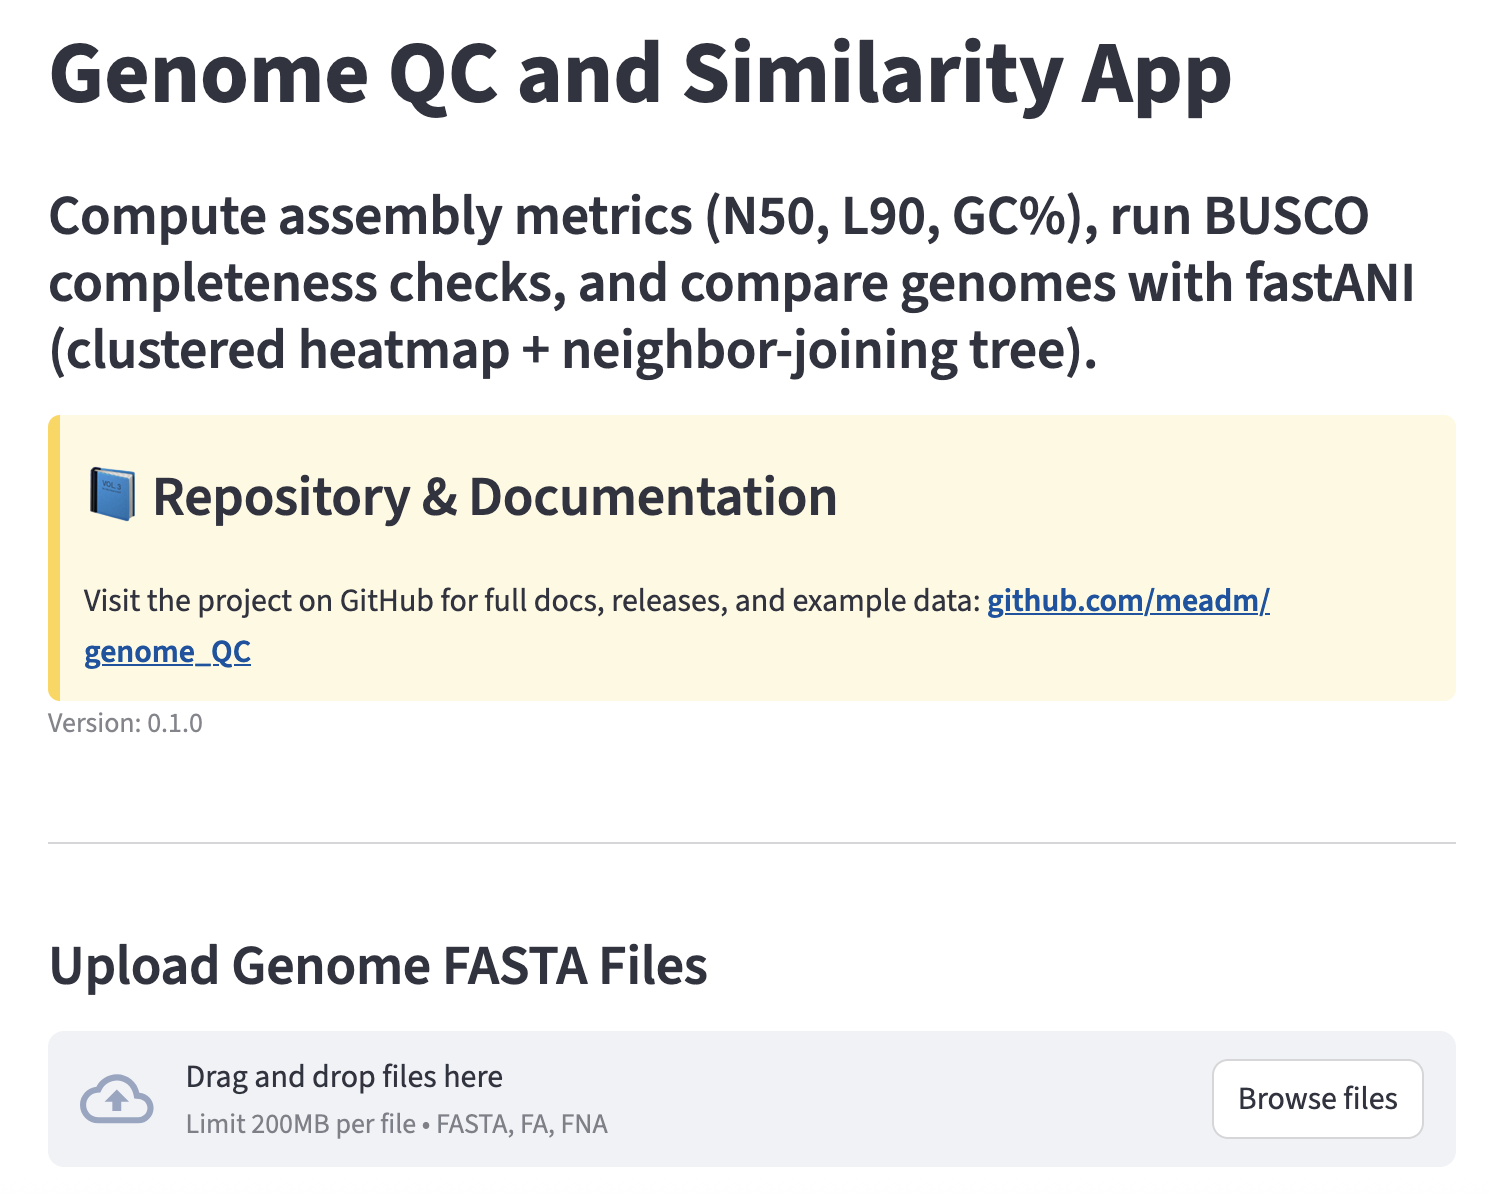 Genome QC and Similarity App
Compute assembly metrics (N50, L90, GC%), run BUSCO
completeness checks, and compare genomes with fastANI
(clustered heatmap + neighbor-joining tree).
Repository & Documentation
Visit the project on GitHub for full docs, releases, and example data: github.com/meadm/
genome_QC
Version: 0.1.0
Upload Genome FASTA Files
Drag and drop files here
Limit 200MB per file • FASTA, FA, FNA
Browse files